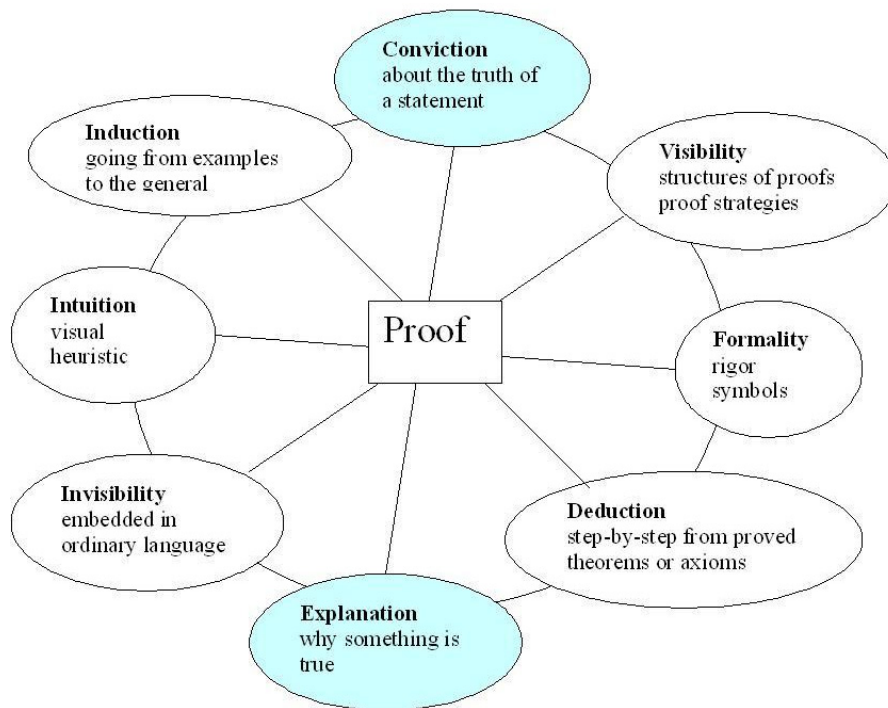 Conviction
about the truth of
a statement
Induction
going from examples
to the general
Visibility
structures of proofs
proof strategies
Intuition
visual
heuristic
Proof
Formality
rigor
symbols
Invisibility
embedded in
ordinary language
Deduction
step-by-step from proved
theorems or axioms
Explanation
why something is
true